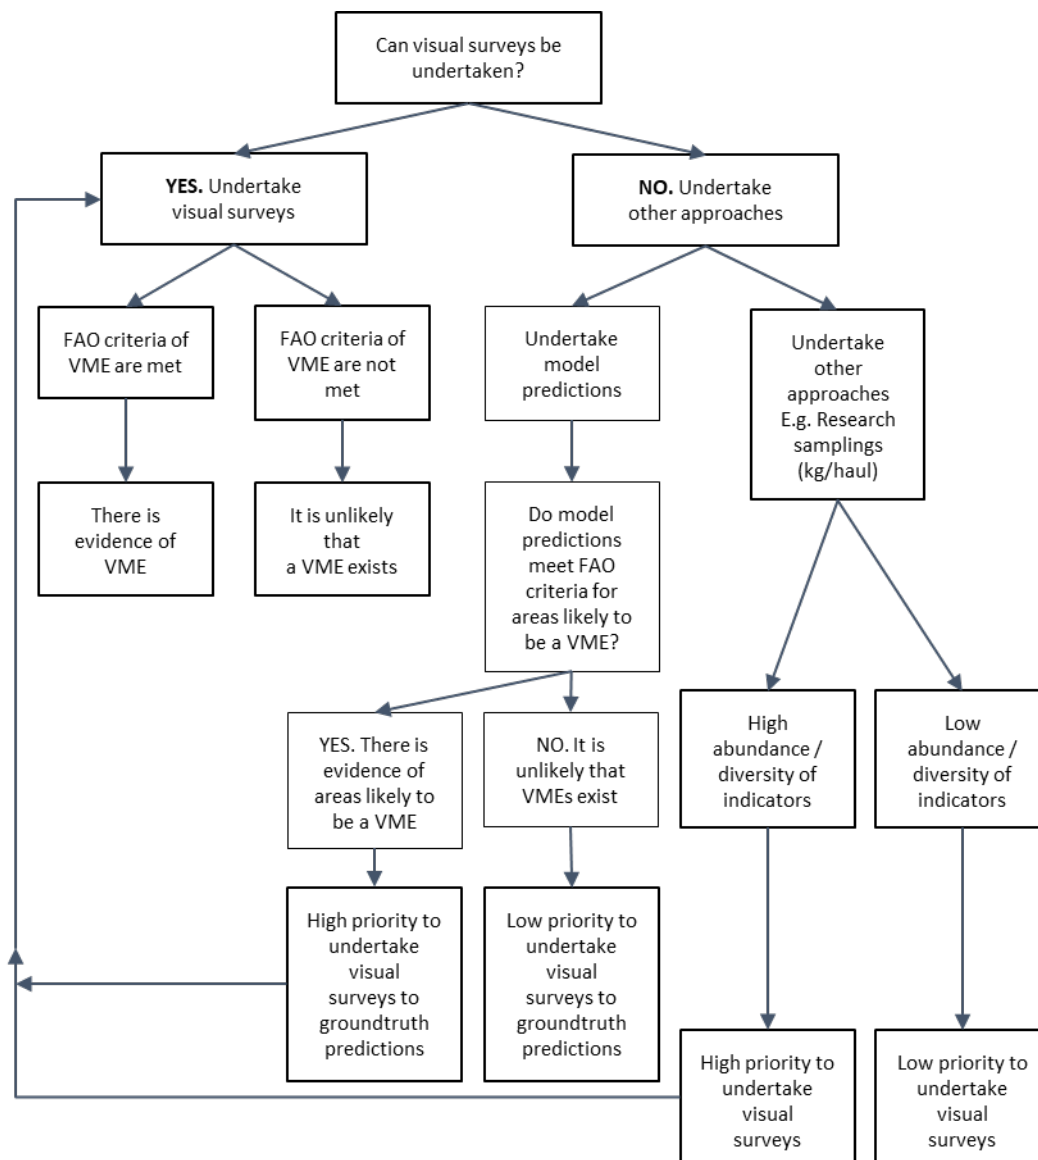 Can visual surveys be
undertaken?
YES. Undertake
visual surveys
NO. Undertake
other approaches
FAO criteria of
VME are met
FAO criteria of
VME are not
met
Undertake
model
predictions
Undertake
other
approaches
E.g. Research
samplings
(kg/haul)
There is
evidence of
VME
It is unlikely
that
a VME exists
Do model
predictions
meet FAO
criteria for
areas likely to
be a VME?
YES. There is
evidence of
areas likely to
be a VME
NO. It is
unlikely that
VMEs exist
High
abundance /
diversity of
indicators
Low
abundance /
diversity of
indicators
High priority to
undertake
visual
surveys to
groundtruth
predictions
Low priority to
undertake
visual
surveys to
groundtruth
predictions
High priority to
undertake
visual
surveys
Low priority to
undertake
visual
surveys